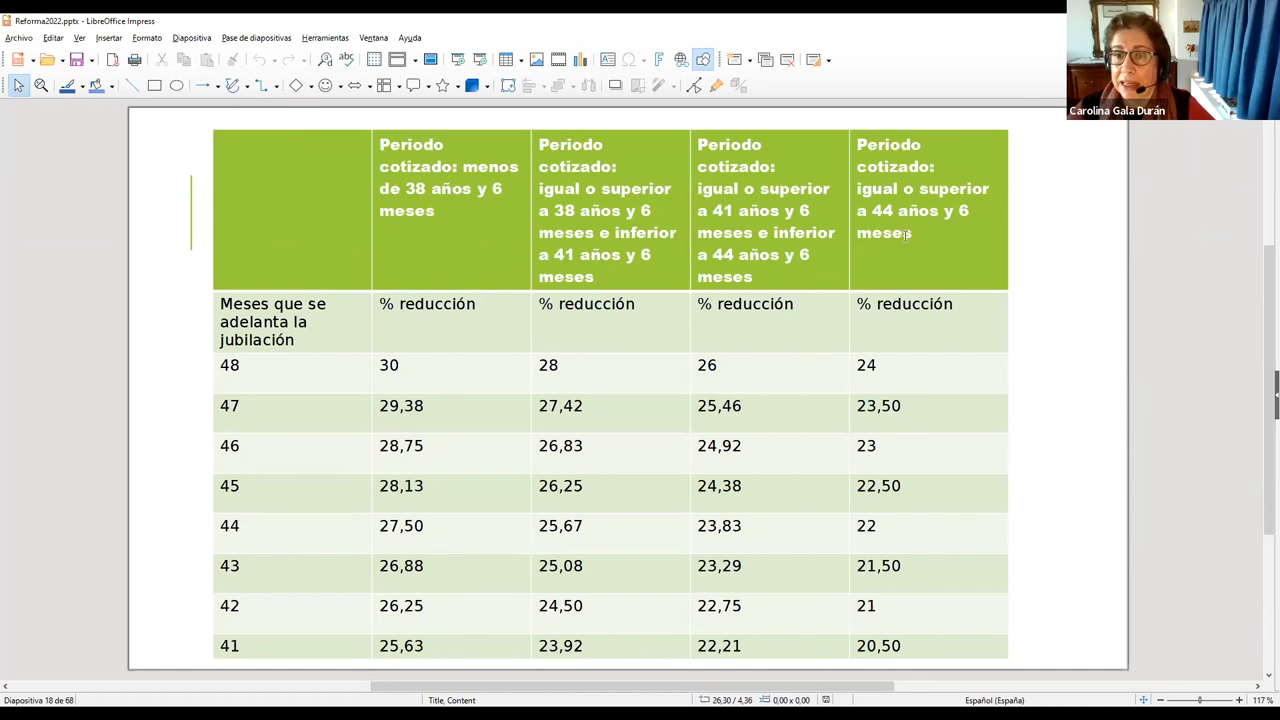 Reforma2022.pptx - LibreOffice Impress
Archivo Editar Ver Insertar Formato Diapositiva Pase de diapositivas Herramientas Ventana Ayuda
Carolina Gala Durán
Periodo
cotizado: menos
de 38 años y 6
meses
Periodo
cotizado:
igual o superior
a 38 años y 6
meses e inferior
a 41 años y 6
meses
Periodo
cotizado:
igual o superior
a 41 años y 6
meses e inferior
a 44 años y 6
meses
Periodo
cotizado:
igual o superior
a 44 años y 6
meses
Meses que se
adelanta la
jubilación
% reducción
% reducción
% reducción
% reducción
48 30 28 26 24
47 29,38 27,42 25,46 23,50
46 28,75 26,83 24,92 23
45 28,13 26,25 24,38 22,50
44 27,50 25,67 23,83 22
43 26,88 25,08 23,29 21,50
42 26,25 24,50 22,75 21
41 25,63 23,92 22,21 20,50
Diapositiva 18 de 68 Title, Content 26,30 / 4,36 0,00 x 0,00 Español (España) 117 %